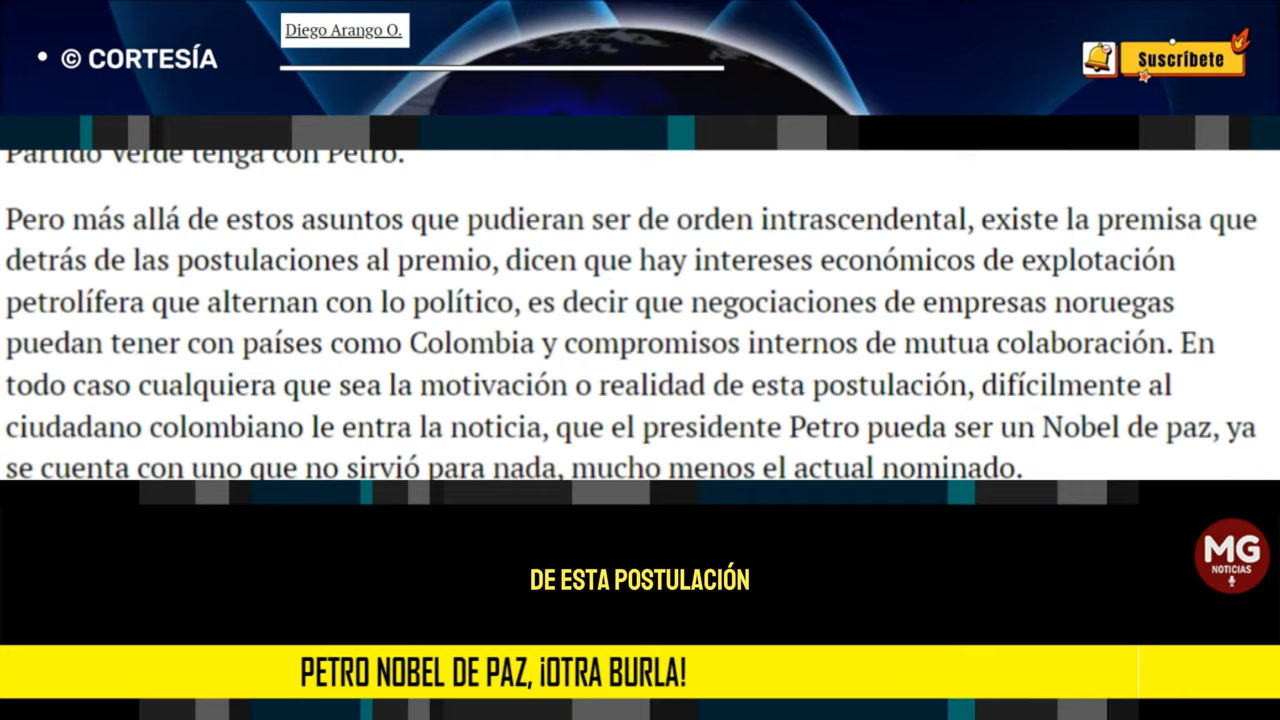 Diego Arango O.
© CORTESÍA
Suscríbete
Partido Verde tenga con Petro.
Pero más allá de estos asuntos que pudieran ser de orden intrascendental, existe la premisa que
detrás de las postulaciones al premio, dicen que hay intereses económicos de explotación
petrolífera que alternan con lo político, es decir que negociaciones de empresas noruegas
puedan tener con países como Colombia y compromisos internos de mutua colaboración. En
todo caso cualquiera que sea la motivación o realidad de esta postulación, difícilmente al
ciudadano colombiano le entra la noticia, que el presidente Petro pueda ser un Nobel de paz, ya
se cuenta con uno que no sirvió para nada, mucho menos el actual nominado.
MG
NOTICIAS
DE ESTA POSTULACIÓN
PETRO NOBEL DE PAZ, ¡OTRA BURLA!